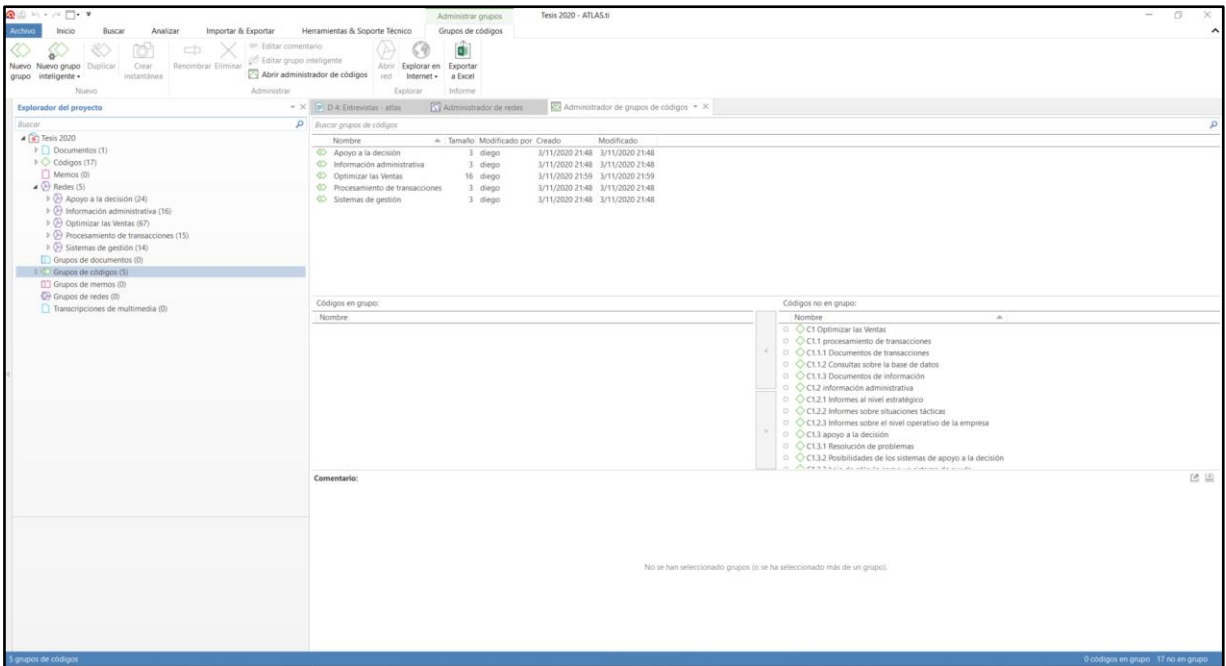 Administrar grupos
Tesis 2020 - ATLAS.ti
Archivo Inicio Buscar Analizar Importar & Exportar Herramientas & Soporte Técnico Grupos de códigos
Nuevo grupo
Nuevo grupo inteligente
Duplicar
Crear instantánea
Renombrar
Eliminar
Editar comentario
Editar grupo inteligente
Abrir administrador de códigos
Abrir red
Explorar en Internet
Exportar a Excel
Nuevo Administrar Explorar Informe
Explorador del proyecto
Buscar
Tesis 2020
Documentos (1)
Códigos (17)
Memos (0)
Redes (5)
Apoyo a la decisión (24)
Información administrativa (16)
Optimizar las Ventas (67)
Procesamiento de transacciones (15)
Sistemas de gestión (14)
Grupos de documentos (0)
Grupos de códigos (5)
Grupos de memos (0)
Grupos de redes (0)
Transcripciones de multimedia (0)
D 4: Entrevistas - atlas Administrador de redes Administrador de grupos de códigos
Buscar grupos de códigos
Nombre Tamaño Modificado por Creado Modificado
Apoyo a la decisión 3 diego 3/11/2020 21:48 3/11/2020 21:48
Información administrativa 3 diego 3/11/2020 21:48 3/11/2020 21:48
Optimizar las Ventas 16 diego 3/11/2020 21:59 3/11/2020 21:59
Procesamiento de transacciones 3 diego 3/11/2020 21:48 3/11/2020 21:48
Sistemas de gestión 3 diego 3/11/2020 21:48 3/11/2020 21:48
Códigos en grupo:
Nombre
<
>
Códigos no en grupo:
Nombre
C1 Optimizar las Ventas
C1.1 procesamiento de transacciones
C1.1.1 Documentos de transacciones
C1.1.2 Consultas sobre la base de datos
C1.1.3 Documentos de información
C1.2 información administrativa
C1.2.1 Informes al nivel estratégico
C1.2.2 Informes sobre situaciones tácticas
C1.2.3 Informes sobre el nivel operativo de la empresa
C1.3 apoyo a la decisión
C1.3.1 Resolución de problemas
C1.3.2 Posibilidades de los sistemas de apoyo a la decisión
Comentario:
No se han seleccionado grupos (o se ha seleccionado más de un grupo).
5 grupos de códigos
0 códigos en grupo 17 no en grupo